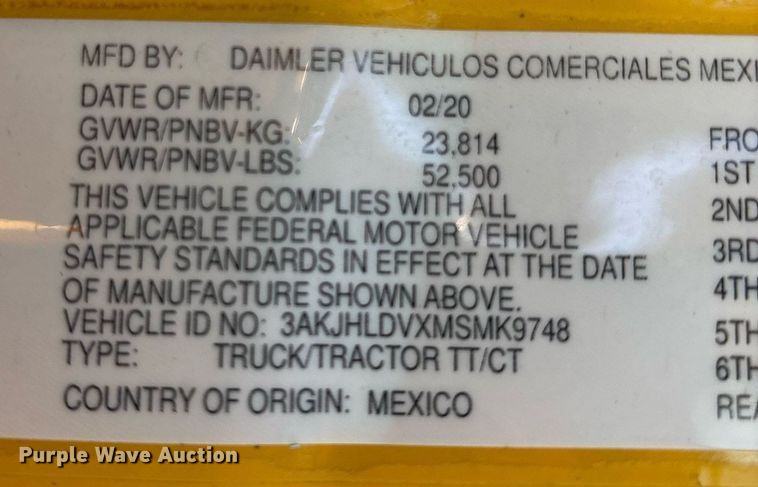 MFD BY: DAIMLER VEHICULOS COMERCIALES MEXI
DATE OF MFR: 02/20
GVWR/PNBV-KG: 23,814
GVWR/PNBV-LBS: 52,500
THIS VEHICLE COMPLIES WITH ALL
APPLICABLE FEDERAL MOTOR VEHICLE
SAFETY STANDARDS IN EFFECT AT THE DATE
OF MANUFACTURE SHOWN ABOVE.
VEHICLE ID NO: 3AKJHLDVXMSMK9748
TYPE: TRUCK/TRACTOR TT/CT
COUNTRY OF ORIGIN: MEXICO
FRO
1ST
2ND
3RD
4TH
5TH
6TH
REA
Purple Wave Auction